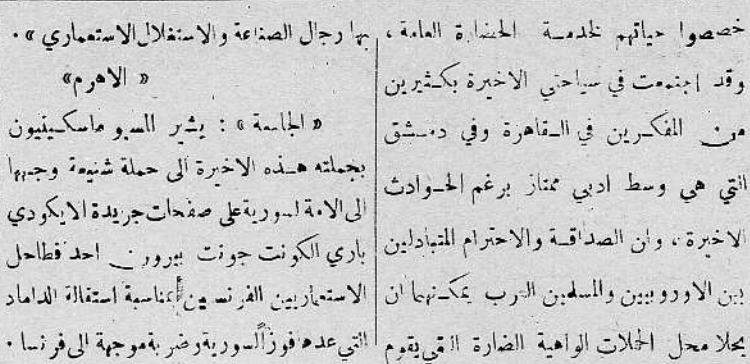 خصصوا حياتهم لخدمة الحضارة العامة ،
وقد اجتمعت في سياحتي الاخيرة بكثيرين
من المفكرين في القاهرة وفي دمشق
التي هي وسط ادبي ممتاز برغم الحوادث
الاخيرة ، وان الصداقة والاحترام المتبادلين
بين الاوروبيين والمسلمين العرب يمكنهما ان
يحلا محل الحملات الواهية الضارة التي يقوم
بها رجال الصناعة والاستغلال الاستعماري » .
« الاهرم »
« الجامعة » : يشير المسيو ماسكينيون
بجملته هذه الاخيرة الى حملة شنيعة وجهها
الى الامة السورية على صفحات جريدة الايكو دي
باري الكونت جونت بيرون احد فطاحل
الاستعماريين الفرنسيين بمناسبة استقالة الداماد
التي عده فوزاً لسورية وضربة موجهة الى فرنسا .